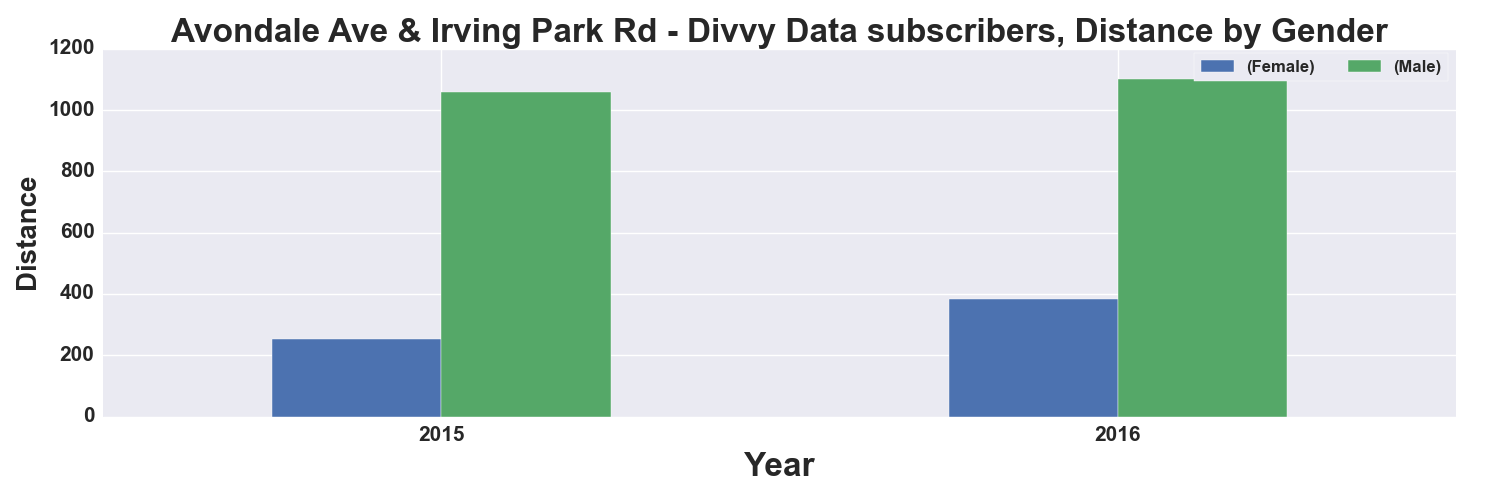 Avondale Ave & Irving Park Rd - Divvy Data subscribers, Distance by Gender
(Female) (Male)
Distance
1200
1000
800
600
400
200
0
2015 2016
Year